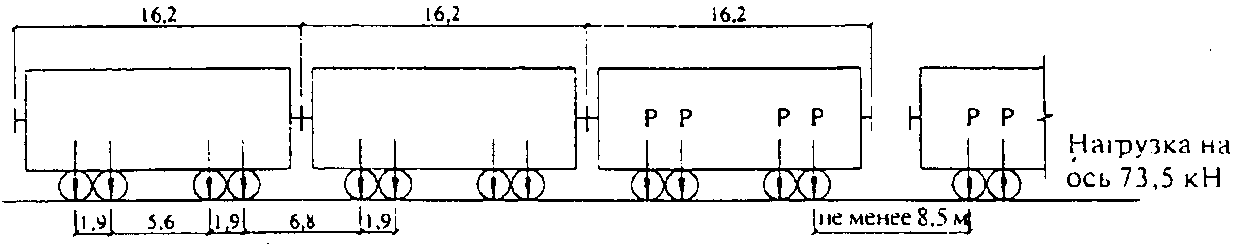 16,2 16,2 16,2
P P P P P P
Нагрузка на
ось 73,5 кН
1,9 5,6 1,9 6,8 1,9 не менее 8,5 м